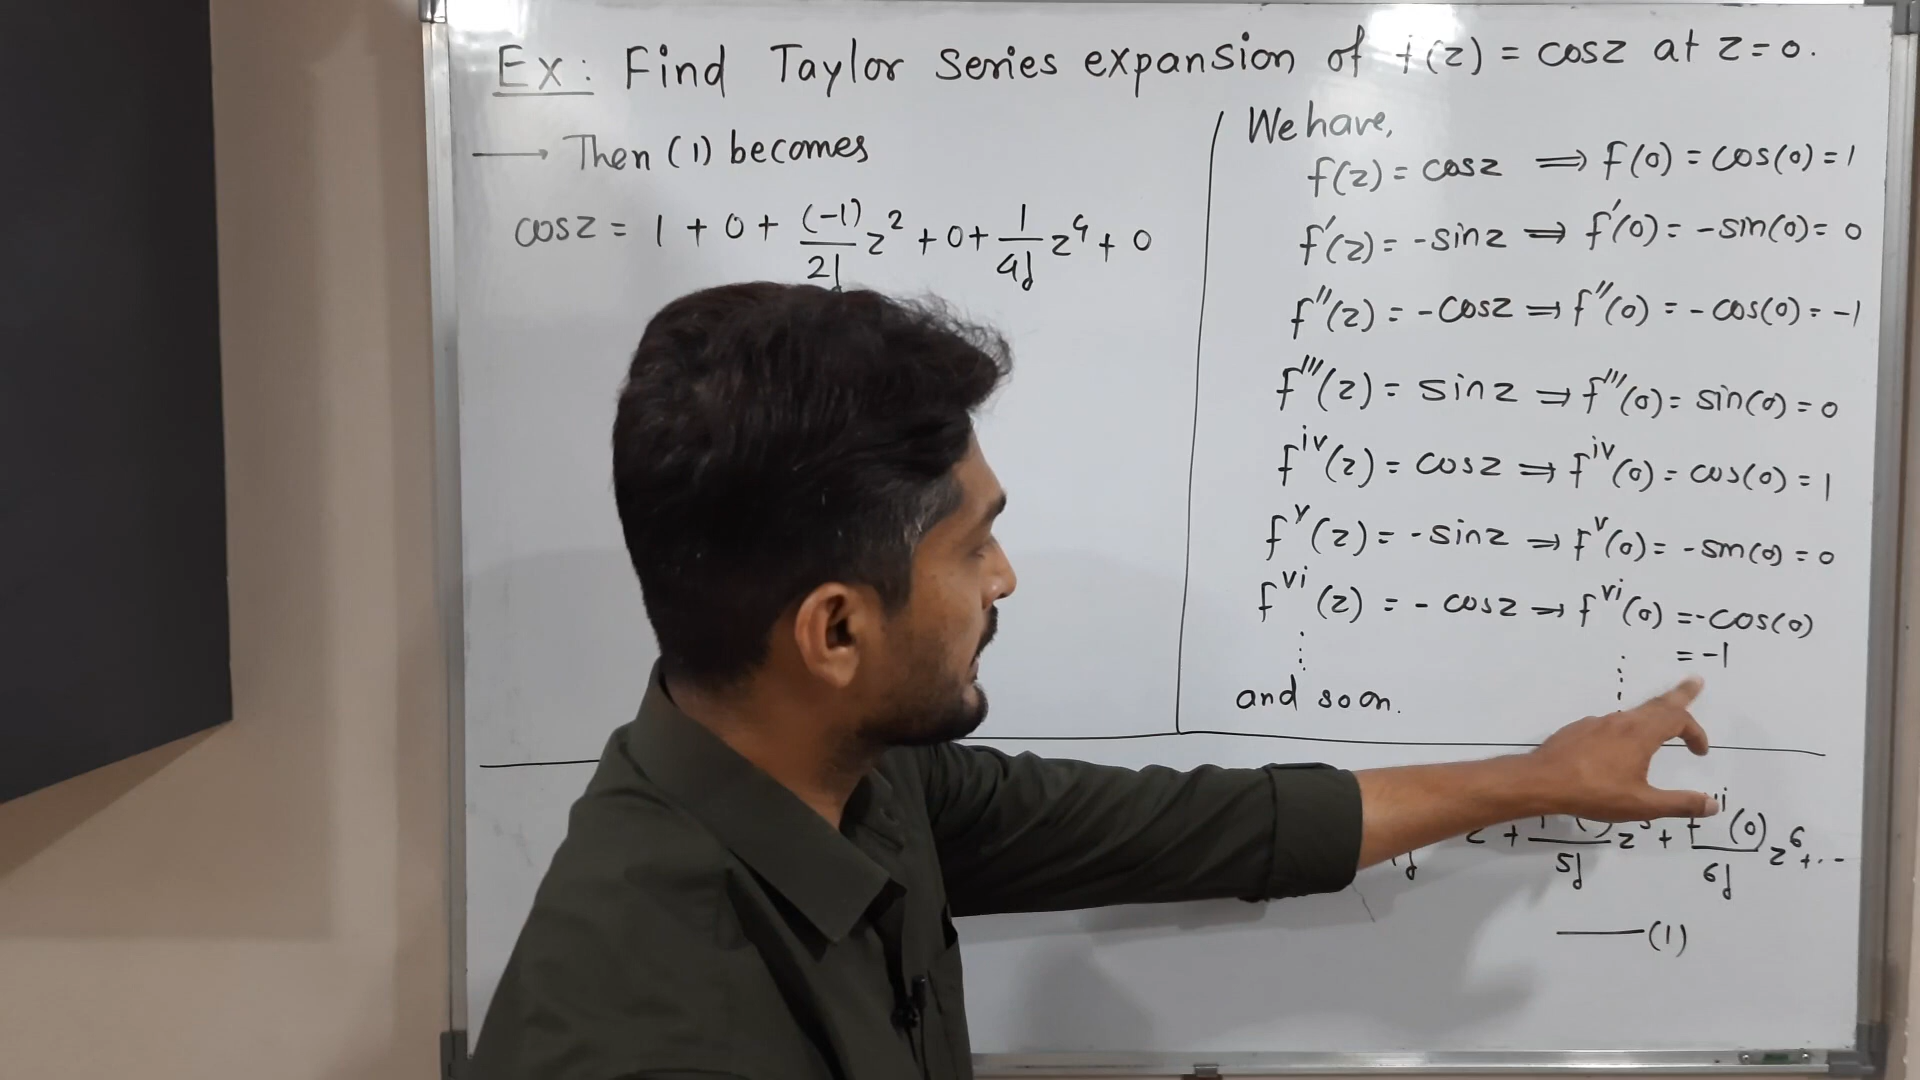 Ex: Find Taylor Series expansion of f(z) = cosz at z=0.
→ Then (1) becomes
cosz = 1 + 0 + (-1)/2! z² + 0 + 1/4! z⁴ + 0
We have,
f(z) = cosz ⇒ f(0) = cos(0) = 1
f'(z) = -sinz ⇒ f'(0) = -sin(0) = 0
f''(z) = -cosz ⇒ f''(0) = -cos(0) = -1
f'''(z) = sinz ⇒ f'''(0) = sin(0) = 0
f^iv(z) = cosz ⇒ f^iv(0) = cos(0) = 1
f^v(z) = -sinz ⇒ f^v(0) = -sin(0) = 0
f^vi(z) = -cosz ⇒ f^vi(0) = -cos(0)
= -1
and so on.
z⁵ + f^vi(0)/6! z⁶ + ..
(1)